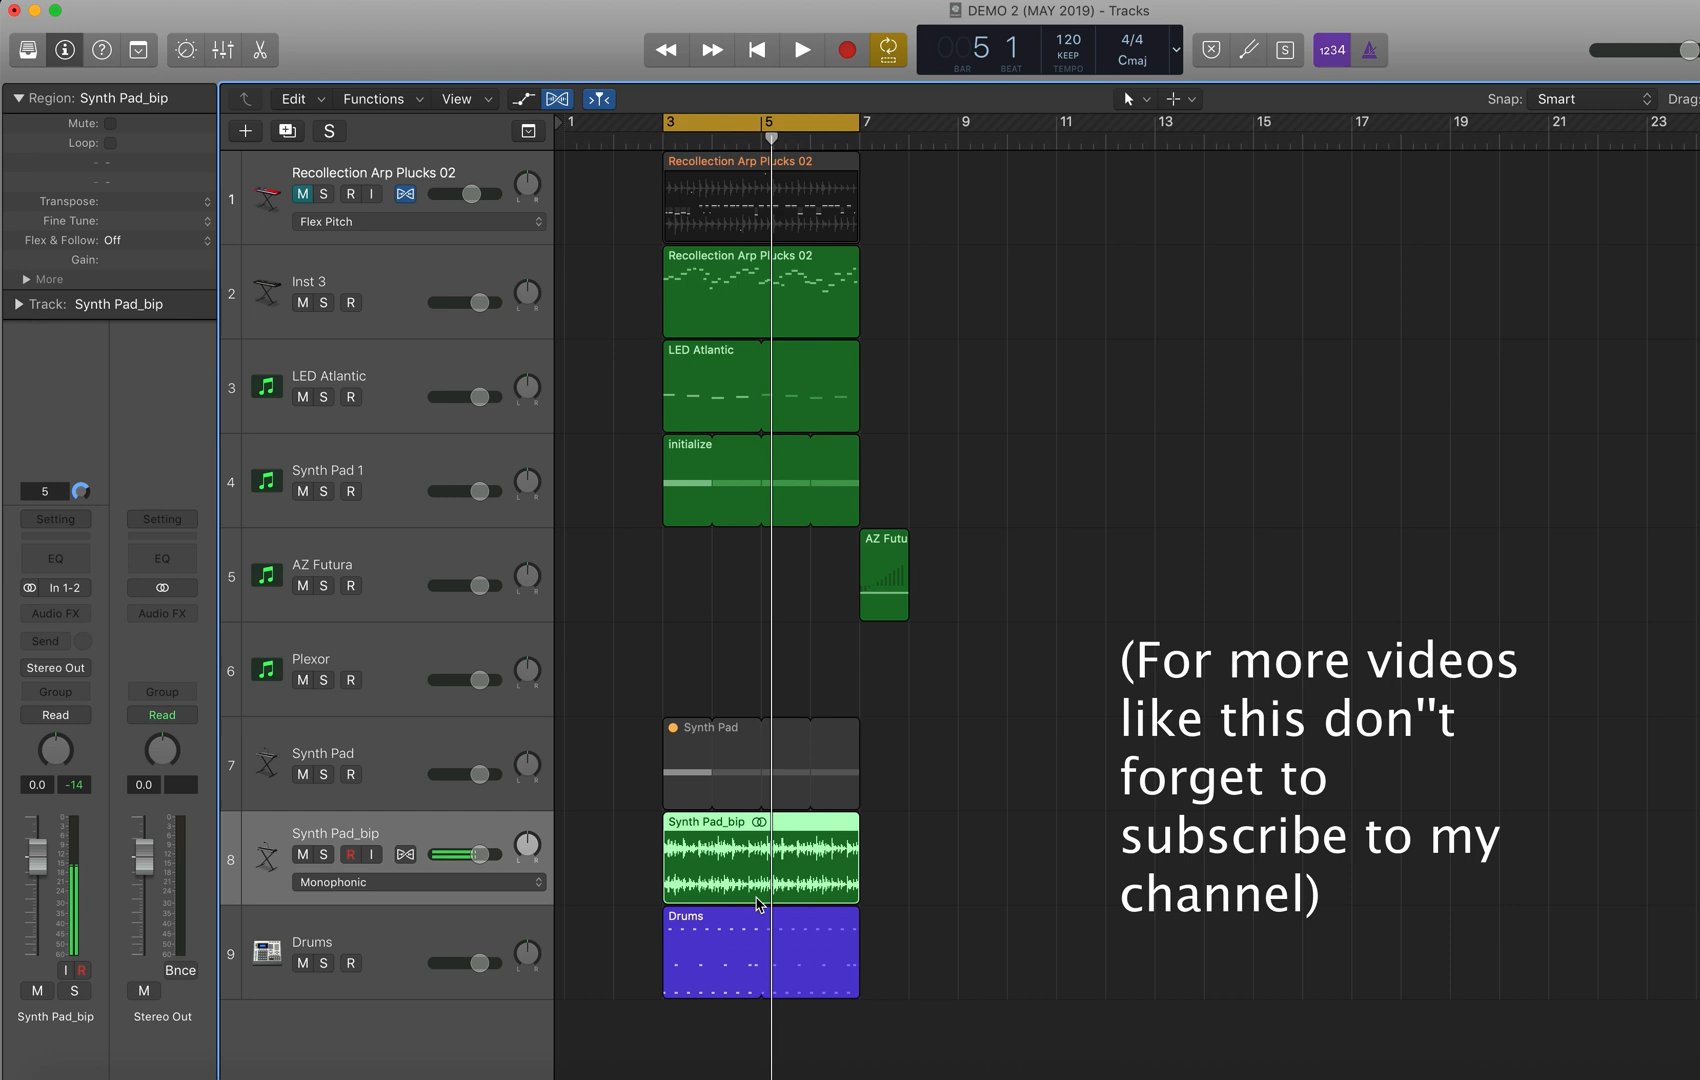 DEMO 2 (MAY 2019) - Tracks
005 1
BAR BEAT
120
KEEP
TEMPO
4/4
Cmaj
S
1234
Region: Synth Pad_bip
Mute:
Loop:
- -
- -
Transpose:
Fine Tune:
Flex & Follow: Off
Gain:
More
Track: Synth Pad_bip
Edit Functions View
Snap: Smart
Drag:
+ S
1 3 5 7 9 11 13 15 17 19 21 23
1
Recollection Arp Plucks 02
M S R I
L R
Flex Pitch
Recollection Arp Plucks 02
2
Inst 3
M S R
L R
Recollection Arp Plucks 02
3
LED Atlantic
M S R
L R
LED Atlantic
4
Synth Pad 1
M S R
L R
initialize
5
AZ Futura
M S R
L R
AZ Futu
6
Plexor
M S R
L R
7
Synth Pad
M S R
L R
Synth Pad
8
Synth Pad_bip
M S R I
L R
Monophonic
Synth Pad_bip
9
Drums
M S R
L R
Drums
5
Setting Setting
EQ EQ
In 1-2
Audio FX Audio FX
Send
Stereo Out
Group Group
Read Read
0.0 -14 0.0
I R Bnce
M S M
Synth Pad_bip Stereo Out
(For more videos
like this don"t
forget to
subscribe to my
channel)